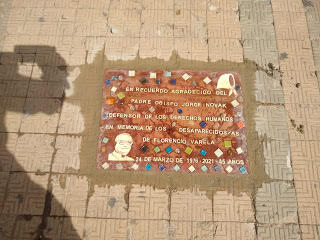 EN RECUERDO AGRADECIDO DEL
PADRE OBISPO JORGE NOVAK
DEFENSOR DE LOS DERECHOS HUMANOS
EN MEMORIA DE LOS DESAPARECIDOS/AS
DE FLORENCIO VARELA
24 DE MARZO DE 1976 - 2021 - 45 AÑOS